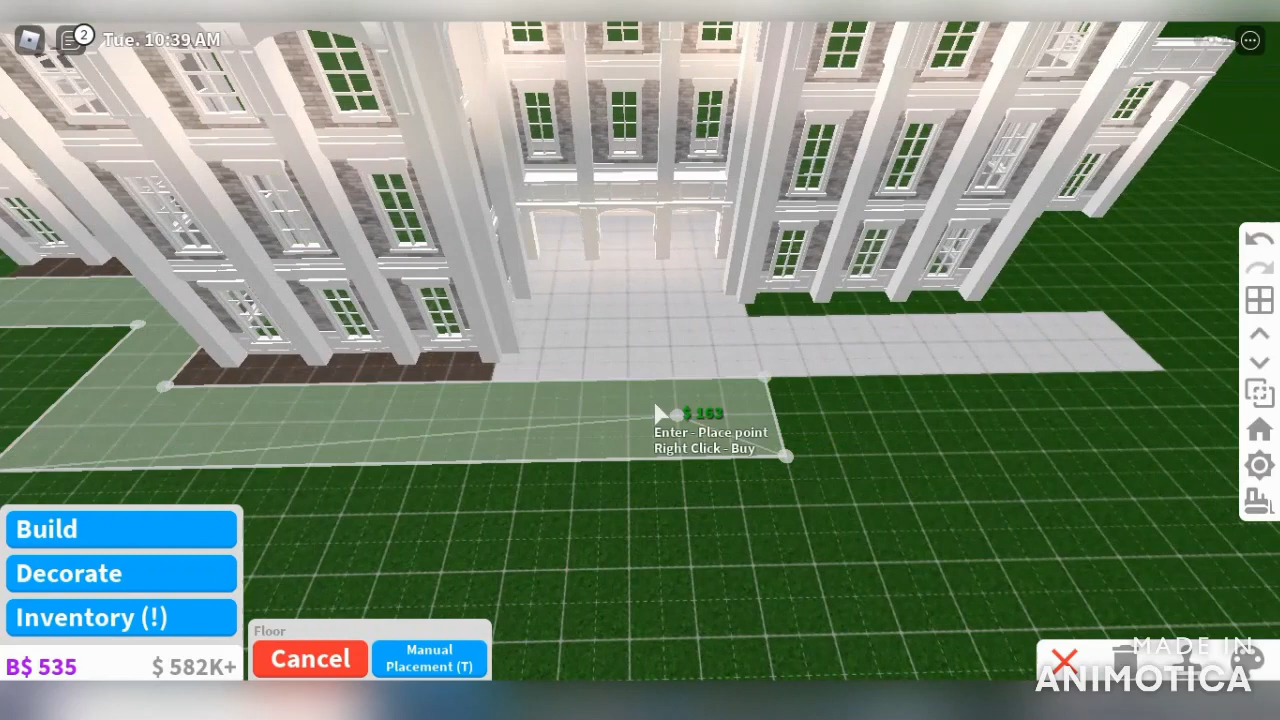 2
Tue. 10:39 AM
$ 163
Enter - Place point
Right Click - Buy
Build
Decorate
Inventory (!)
B$ 535
$ 582K+
Floor
Cancel
Manual
Placement (T)
MADE IN
ANIMOTICA